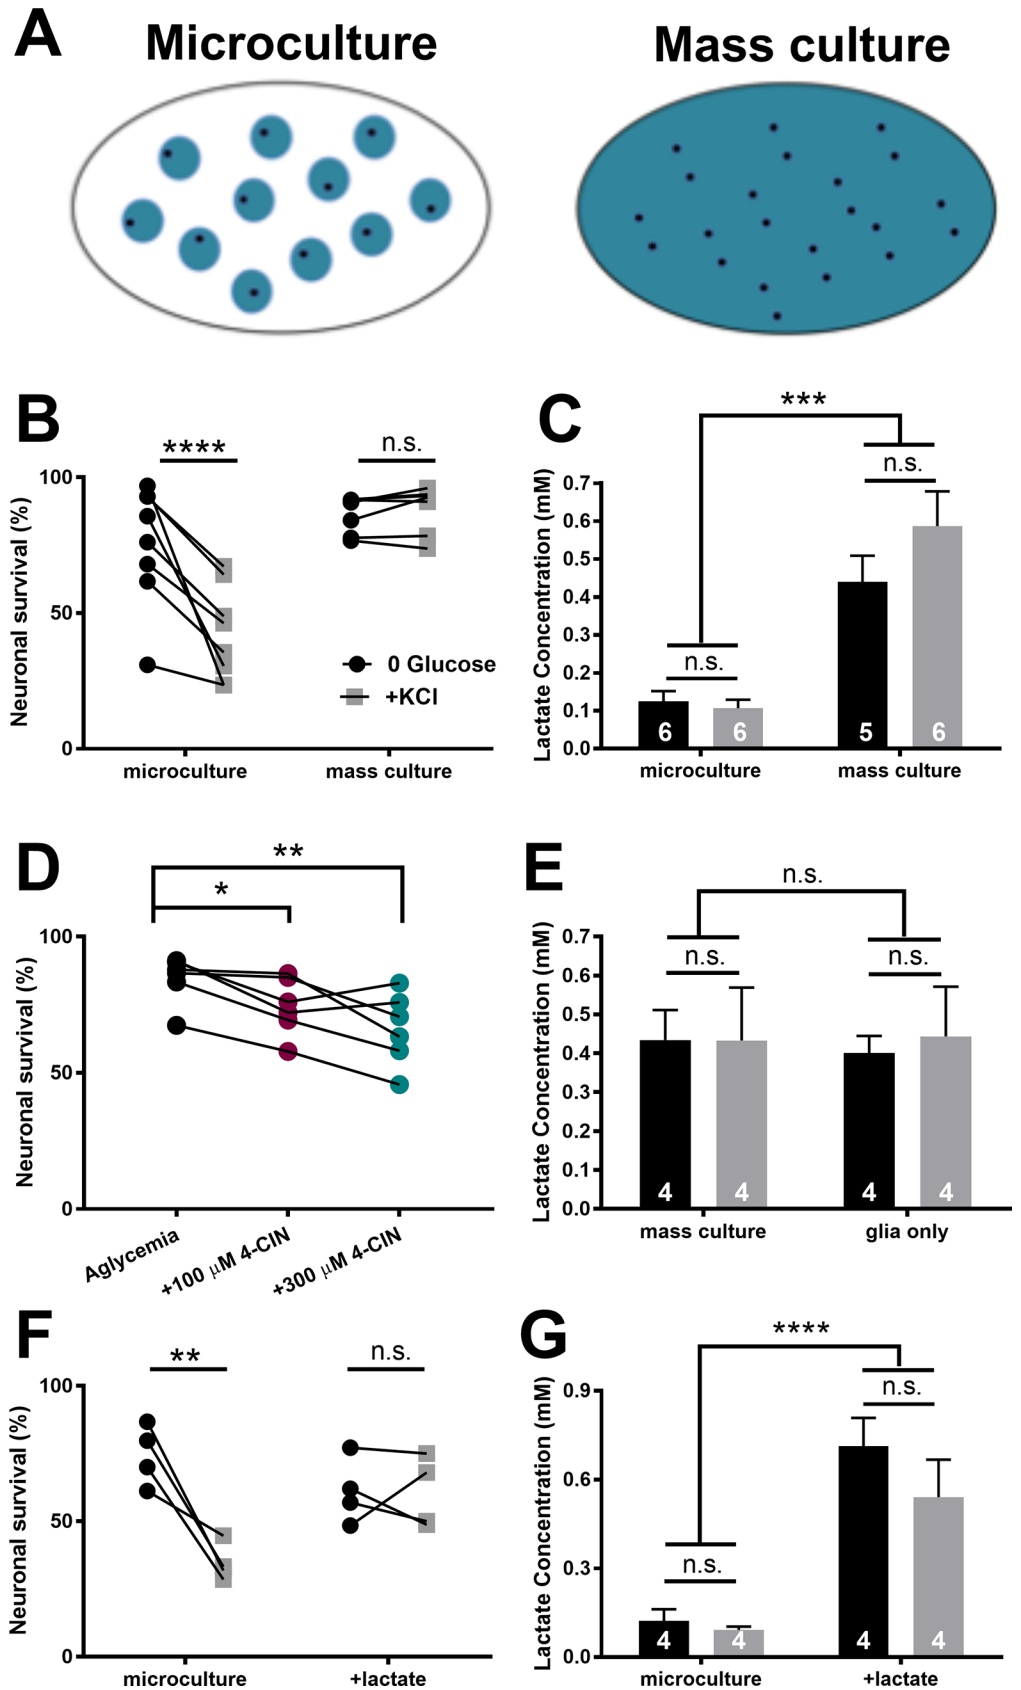 A
Microculture
Mass culture
B
****
n.s.
Neuronal survival (%)
100
50
0
0 Glucose
+KCl
microculture
mass culture
C
***
n.s.
n.s.
Lactate Concentration (mM)
0.7
0.6
0.5
0.4
0.3
0.2
0.1
0.0
6
6
5
6
microculture
mass culture
D
**
*
Neuronal survival (%)
100
50
0
Aglycemia
+100 μM 4-CIN
+300 μM 4-CIN
E
n.s.
n.s.
n.s.
Lactate Concentration (mM)
0.7
0.6
0.5
0.4
0.3
0.2
0.1
0.0
4
4
4
4
mass culture
glia only
F
**
n.s.
Neuronal survival (%)
100
50
0
microculture
+lactate
G
****
n.s.
n.s.
Lactate Concentration (mM)
0.9
0.6
0.3
0.0
4
4
4
4
microculture
+lactate